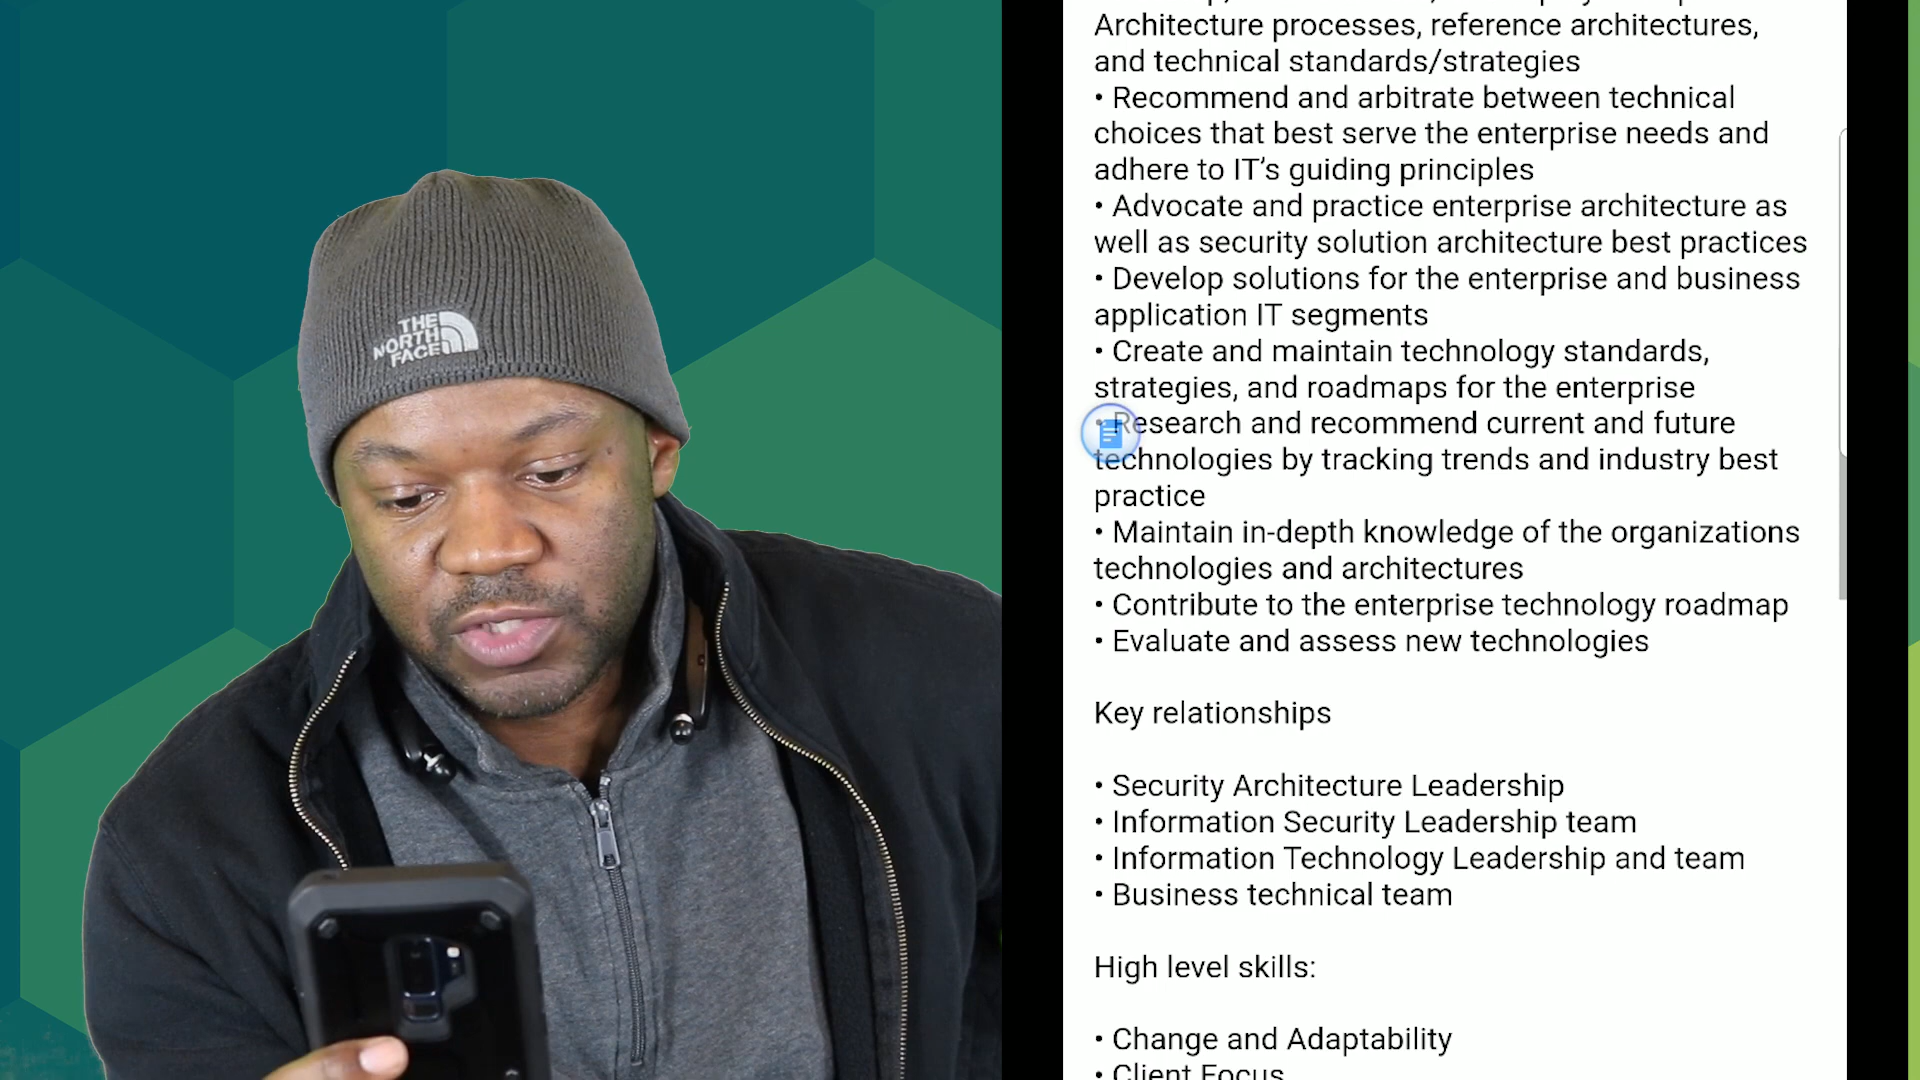 THE
NORTH
FACE
Architecture processes, reference architectures,
and technical standards/strategies
• Recommend and arbitrate between technical
choices that best serve the enterprise needs and
adhere to IT’s guiding principles
• Advocate and practice enterprise architecture as
well as security solution architecture best practices
• Develop solutions for the enterprise and business
application IT segments
• Create and maintain technology standards,
strategies, and roadmaps for the enterprise
• Research and recommend current and future
technologies by tracking trends and industry best
practice
• Maintain in-depth knowledge of the organizations
technologies and architectures
• Contribute to the enterprise technology roadmap
• Evaluate and assess new technologies
Key relationships
• Security Architecture Leadership
• Information Security Leadership team
• Information Technology Leadership and team
• Business technical team
High level skills:
• Change and Adaptability
• Client Focus